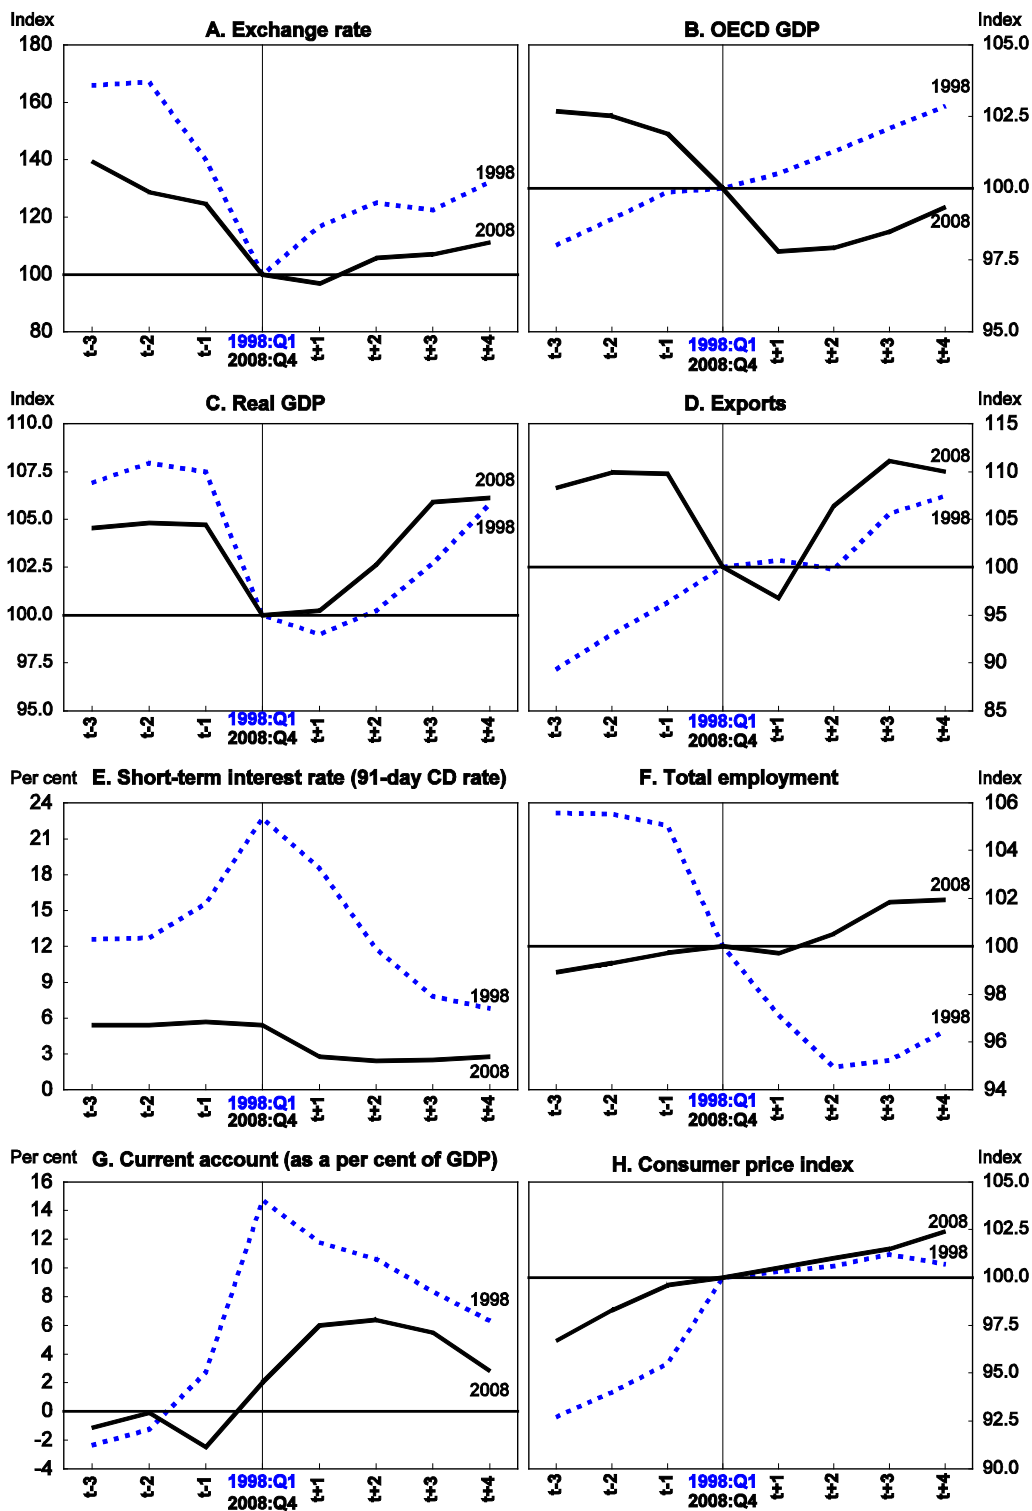 Index
A. Exchange rate
180
160
140
120
100
80
1998
2008
t-3
t-2
t-1
1998:Q1
2008:Q4
t+1
t+2
t+3
t+4
B. OECD GDP
Index
105.0
102.5
100.0
97.5
95.0
1998
2008
t-3
t-2
t-1
1998:Q1
2008:Q4
t+1
t+2
t+3
t+4
Index
C. Real GDP
110.0
107.5
105.0
102.5
100.0
97.5
95.0
2008
1998
t-3
t-2
t-1
1998:Q1
2008:Q4
t+1
t+2
t+3
t+4
D. Exports
Index
115
110
105
100
95
90
85
2008
1998
t-3
t-2
t-1
1998:Q1
2008:Q4
t+1
t+2
t+3
t+4
Per cent
E. Short-term interest rate (91-day CD rate)
24
21
18
15
12
9
6
3
0
1998
2008
t-3
t-2
t-1
1998:Q1
2008:Q4
t+1
t+2
t+3
t+4
F. Total employment
Index
106
104
102
100
98
96
94
2008
1998
t-3
t-2
t-1
1998:Q1
2008:Q4
t+1
t+2
t+3
t+4
Per cent
G. Current account (as a per cent of GDP)
16
14
12
10
8
6
4
2
0
-2
-4
1998
2008
t-3
t-2
t-1
1998:Q1
2008:Q4
t+1
t+2
t+3
t+4
H. Consumer price index
Index
105.0
102.5
100.0
97.5
95.0
92.5
90.0
2008
1998
t-3
t-2
t-1
1998:Q1
2008:Q4
t+1
t+2
t+3
t+4